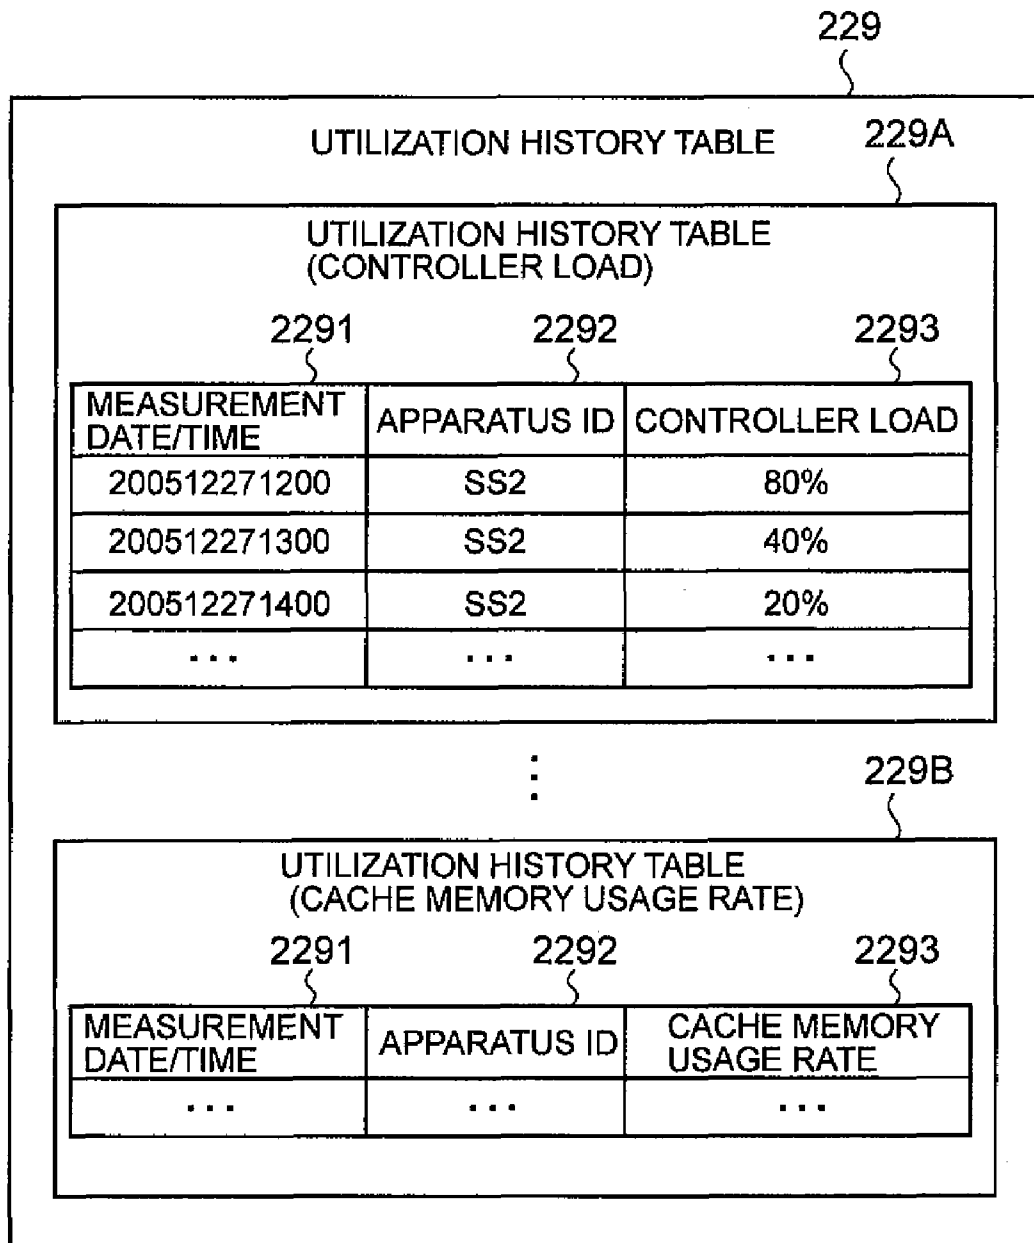 229
UTILIZATION HISTORY TABLE
229A
UTILIZATION HISTORY TABLE
(CONTROLLER LOAD)
2291 2292 2293
MEASUREMENT DATE/TIME APPARATUS ID CONTROLLER LOAD
200512271200 SS2 80%
200512271300 SS2 40%
200512271400 SS2 20%
... ... ...
⋮
229B
UTILIZATION HISTORY TABLE
(CACHE MEMORY USAGE RATE)
2291 2292 2293
MEASUREMENT DATE/TIME APPARATUS ID CACHE MEMORY USAGE RATE
... ... ...